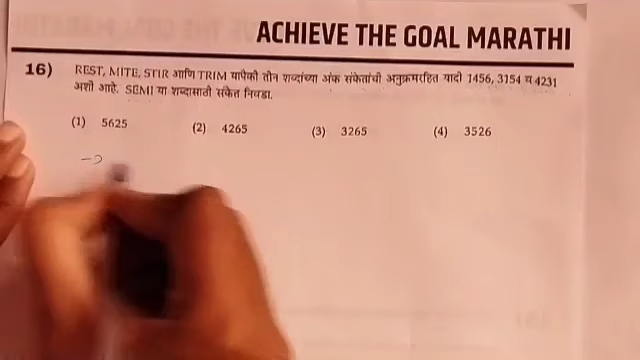 ACHIEVE THE GOAL MARATHI
16) REST, MITE, STIR आणि TRIM यापैकी तीन शब्दांच्या अंक संकेतांची अनुक्रमरहित यादी 1456, 3154 व 4231
अशी आहे. SEMI या शब्दासाठी संकेत निवडा.
(1) 5625 (2) 4265 (3) 3265 (4) 3526